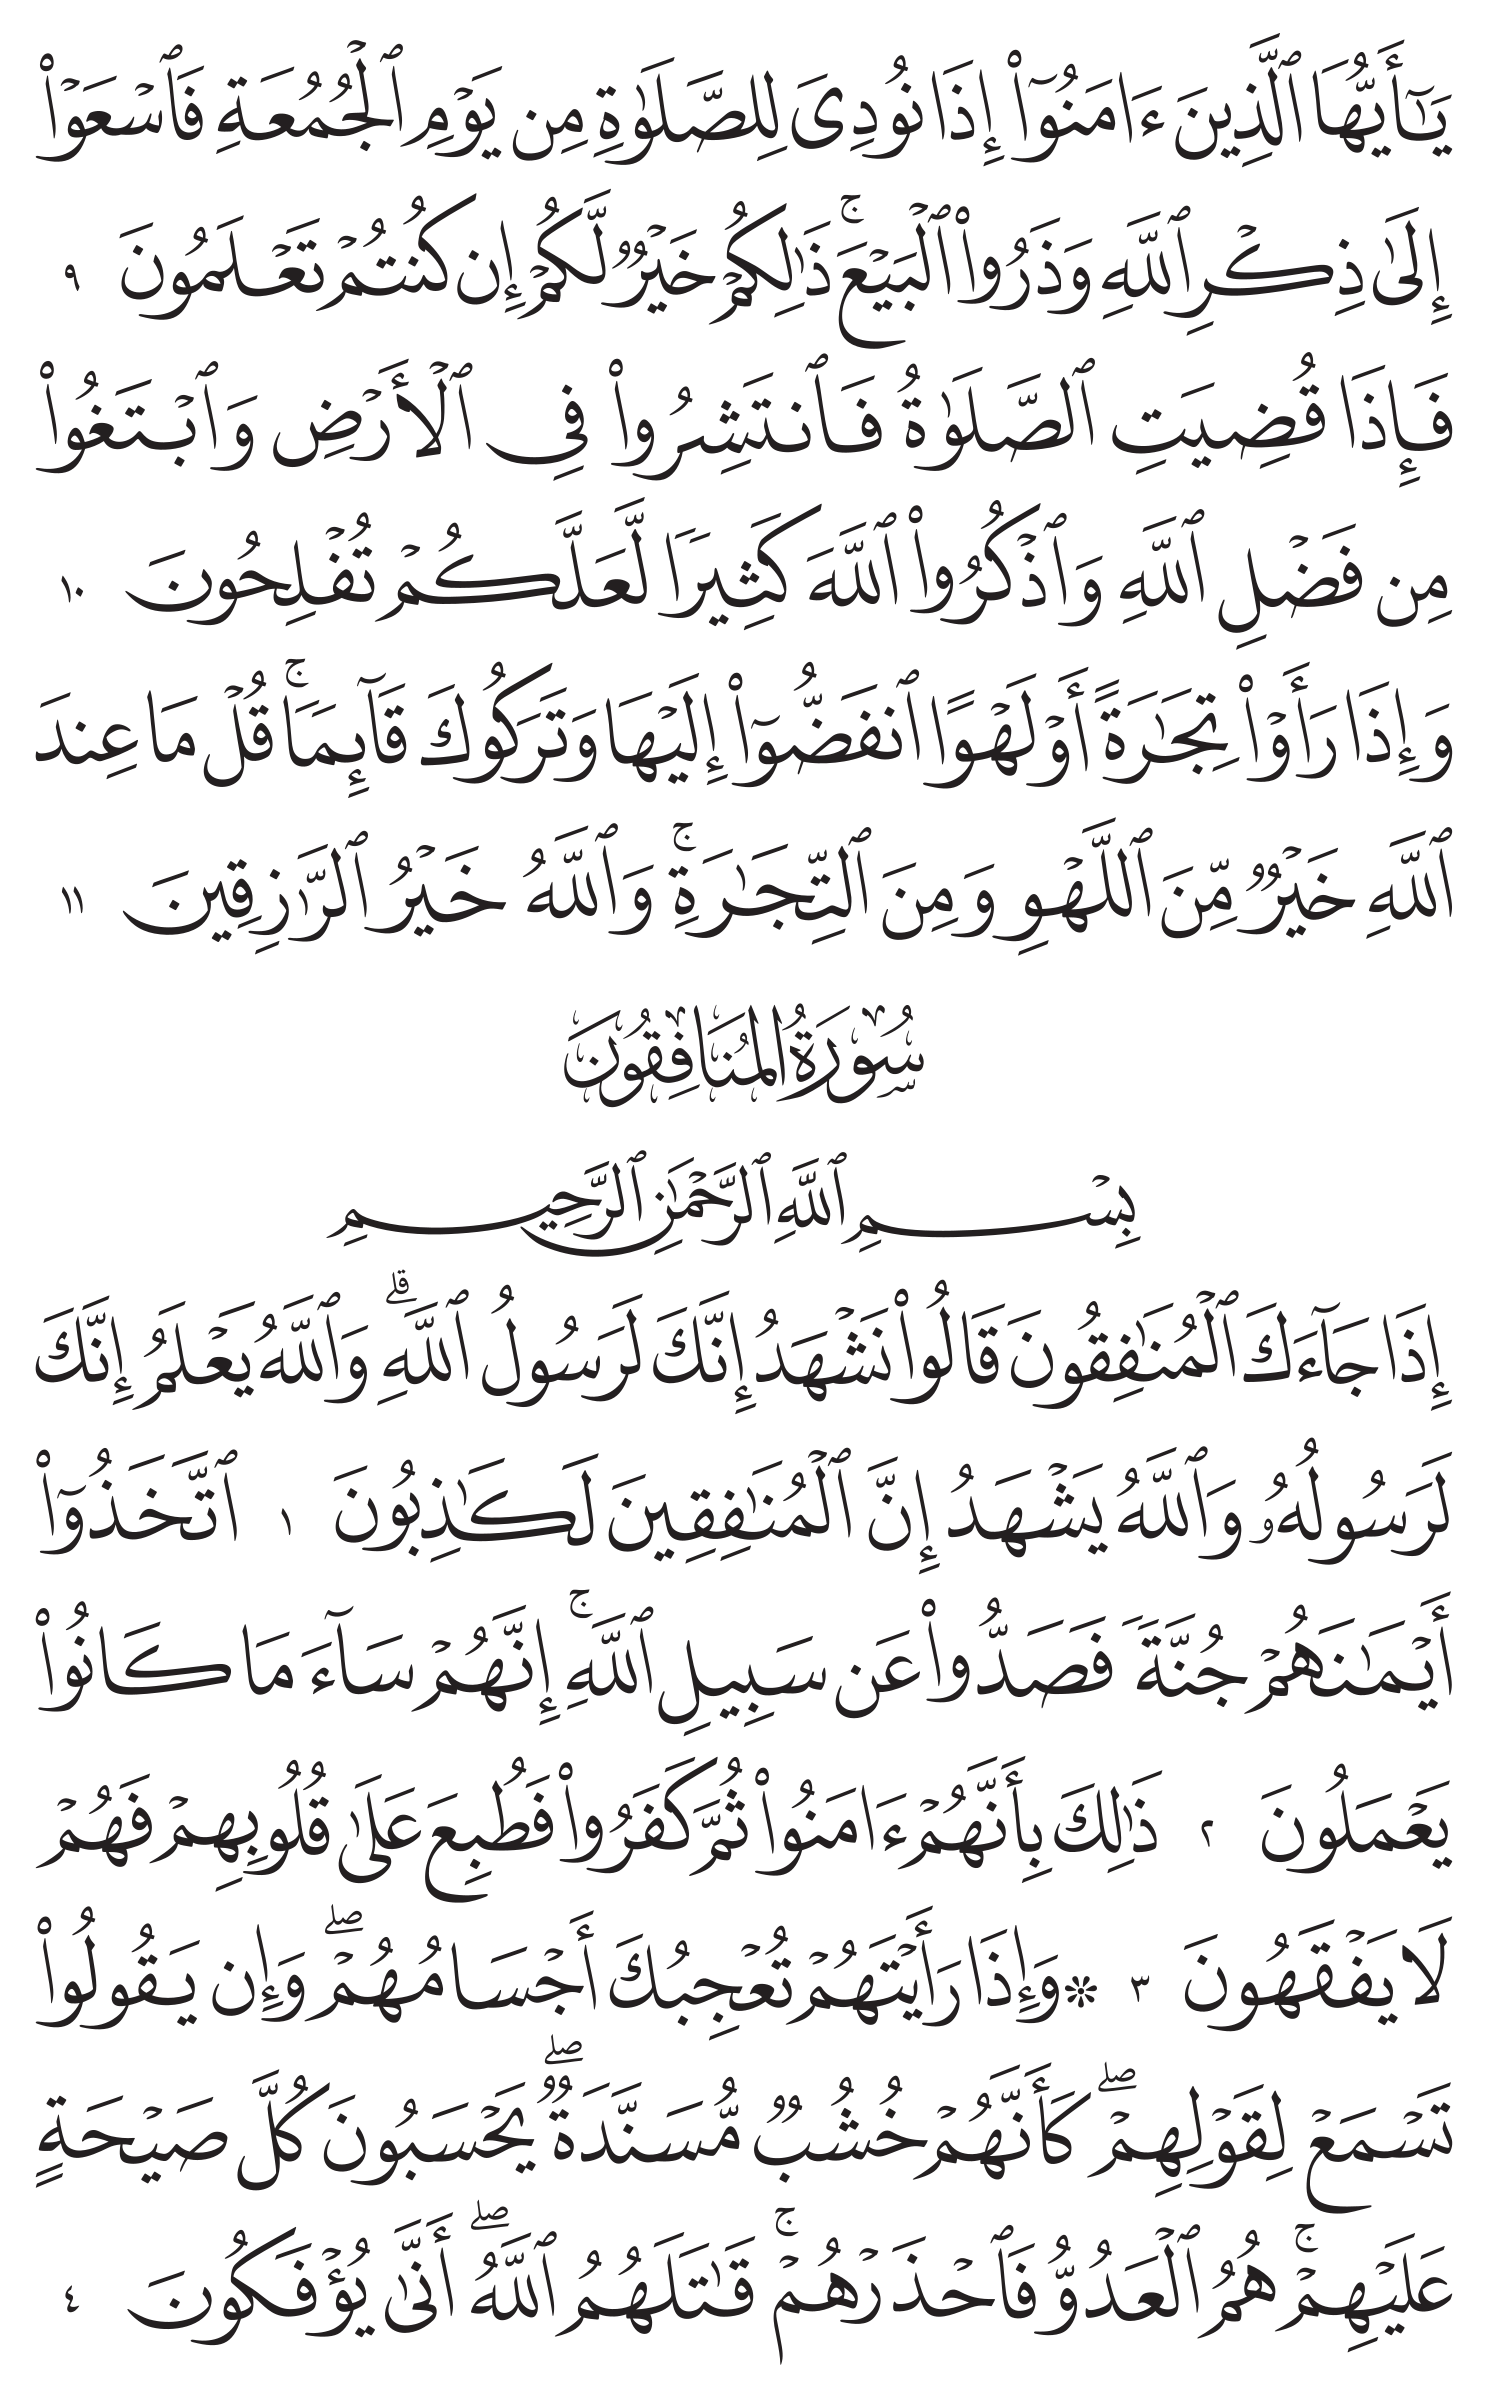 يَٰٓأَيُّهَا ٱلَّذِينَ ءَامَنُوٓا۟ إِذَا نُودِىَ لِلصَّلَوٰةِ مِن يَوْمِ ٱلْجُمُعَةِ فَٱسْعَوْا۟
إِلَىٰ ذِكْرِ ٱللَّهِ وَذَرُوا۟ ٱلْبَيْعَ ۚ ذَٰلِكُمْ خَيْرٌ لَّكُمْ إِن كُنتُمْ تَعْلَمُونَ ٩
فَإِذَا قُضِيَتِ ٱلصَّلَوٰةُ فَٱنتَشِرُوا۟ فِى ٱلْأَرْضِ وَٱبْتَغُوا۟
مِن فَضْلِ ٱللَّهِ وَٱذْكُرُوا۟ ٱللَّهَ كَثِيرًا لَّعَلَّكُمْ تُفْلِحُونَ ١٠
وَإِذَا رَأَوْا۟ تِجَٰرَةً أَوْ لَهْوًا ٱنفَضُّوٓا۟ إِلَيْهَا وَتَرَكُوكَ قَآئِمًا ۚ قُلْ مَا عِندَ
ٱللَّهِ خَيْرٌ مِّنَ ٱللَّهْوِ وَمِنَ ٱلتِّجَٰرَةِ ۚ وَٱللَّهُ خَيْرُ ٱلرَّٰزِقِينَ ١١
سُورَةُ المُنَافِقُونَ
بِسْمِ ٱللَّهِ ٱلرَّحْمَٰنِ ٱلرَّحِيمِ
إِذَا جَآءَكَ ٱلْمُنَٰفِقُونَ قَالُوا۟ نَشْهَدُ إِنَّكَ لَرَسُولُ ٱللَّهِ ۗ وَٱللَّهُ يَعْلَمُ إِنَّكَ
لَرَسُولُهُۥ وَٱللَّهُ يَشْهَدُ إِنَّ ٱلْمُنَٰفِقِينَ لَكَٰذِبُونَ ١ ٱتَّخَذُوٓا۟
أَيْمَٰنَهُمْ جُنَّةً فَصَدُّوا۟ عَن سَبِيلِ ٱللَّهِ ۚ إِنَّهُمْ سَآءَ مَا كَانُوا۟
يَعْمَلُونَ ٢ ذَٰلِكَ بِأَنَّهُمْ ءَامَنُوا۟ ثُمَّ كَفَرُوا۟ فَطُبِعَ عَلَىٰ قُلُوبِهِمْ فَهُمْ
لَا يَفْقَهُونَ ٣ ❊ وَإِذَا رَأَيْتَهُمْ تُعْجِبُكَ أَجْسَامُهُمْ ۖ وَإِن يَقُولُوا۟
تَسْمَعْ لِقَوْلِهِمْ ۖ كَأَنَّهُمْ خُشُبٌ مُّسَنَّدَةٌ ۖ يَحْسَبُونَ كُلَّ صَيْحَةٍ
عَلَيْهِمْ ۚ هُمُ ٱلْعَدُوُّ فَٱحْذَرْهُمْ ۚ قَٰتَلَهُمُ ٱللَّهُ ۖ أَنَّىٰ يُؤْفَكُونَ ٤